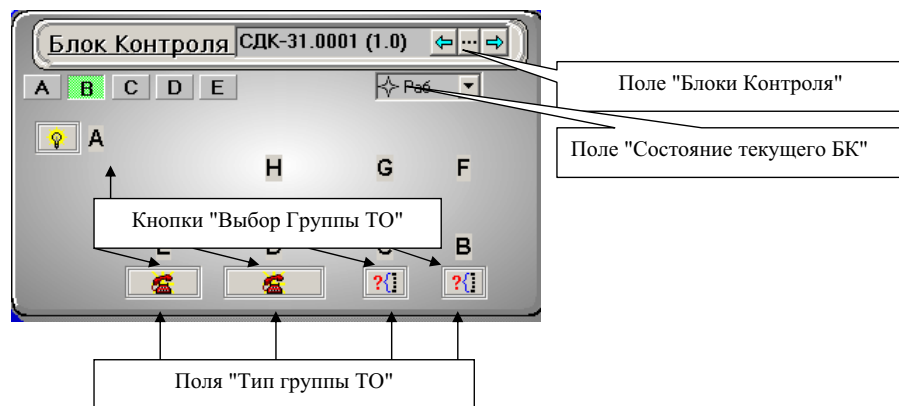 Блок Контроля СДК-31.0001 (1.0) ...
Поле "Блоки Контроля"
A B C D E Раб
Поле "Состояние текущего БК"
A
H G F
Кнопки "Выбор Группы ТО"
B
?{ ?{
Поля "Тип группы ТО"